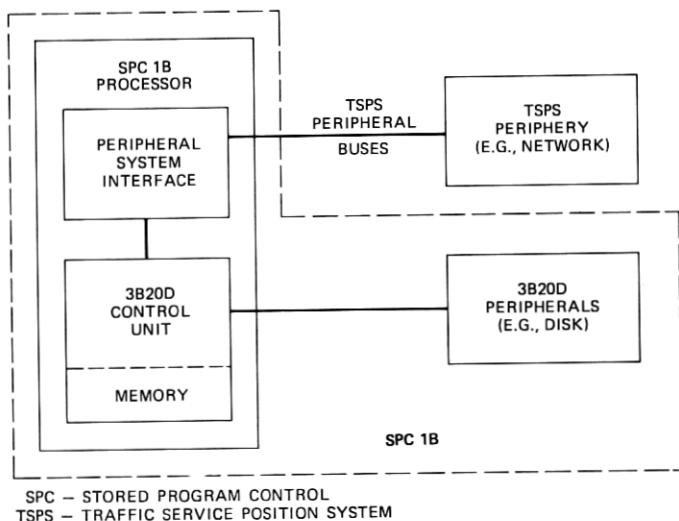 SPC 1B
PROCESSOR
PERIPHERAL
SYSTEM
INTERFACE
TSPS
PERIPHERAL
BUSES
TSPS
PERIPHERY
(E.G., NETWORK)
3B20D
CONTROL
UNIT
MEMORY
3B20D
PERIPHERALS
(E.G., DISK)
SPC 1B
SPC – STORED PROGRAM CONTROL
TSPS – TRAFFIC SERVICE POSITION SYSTEM